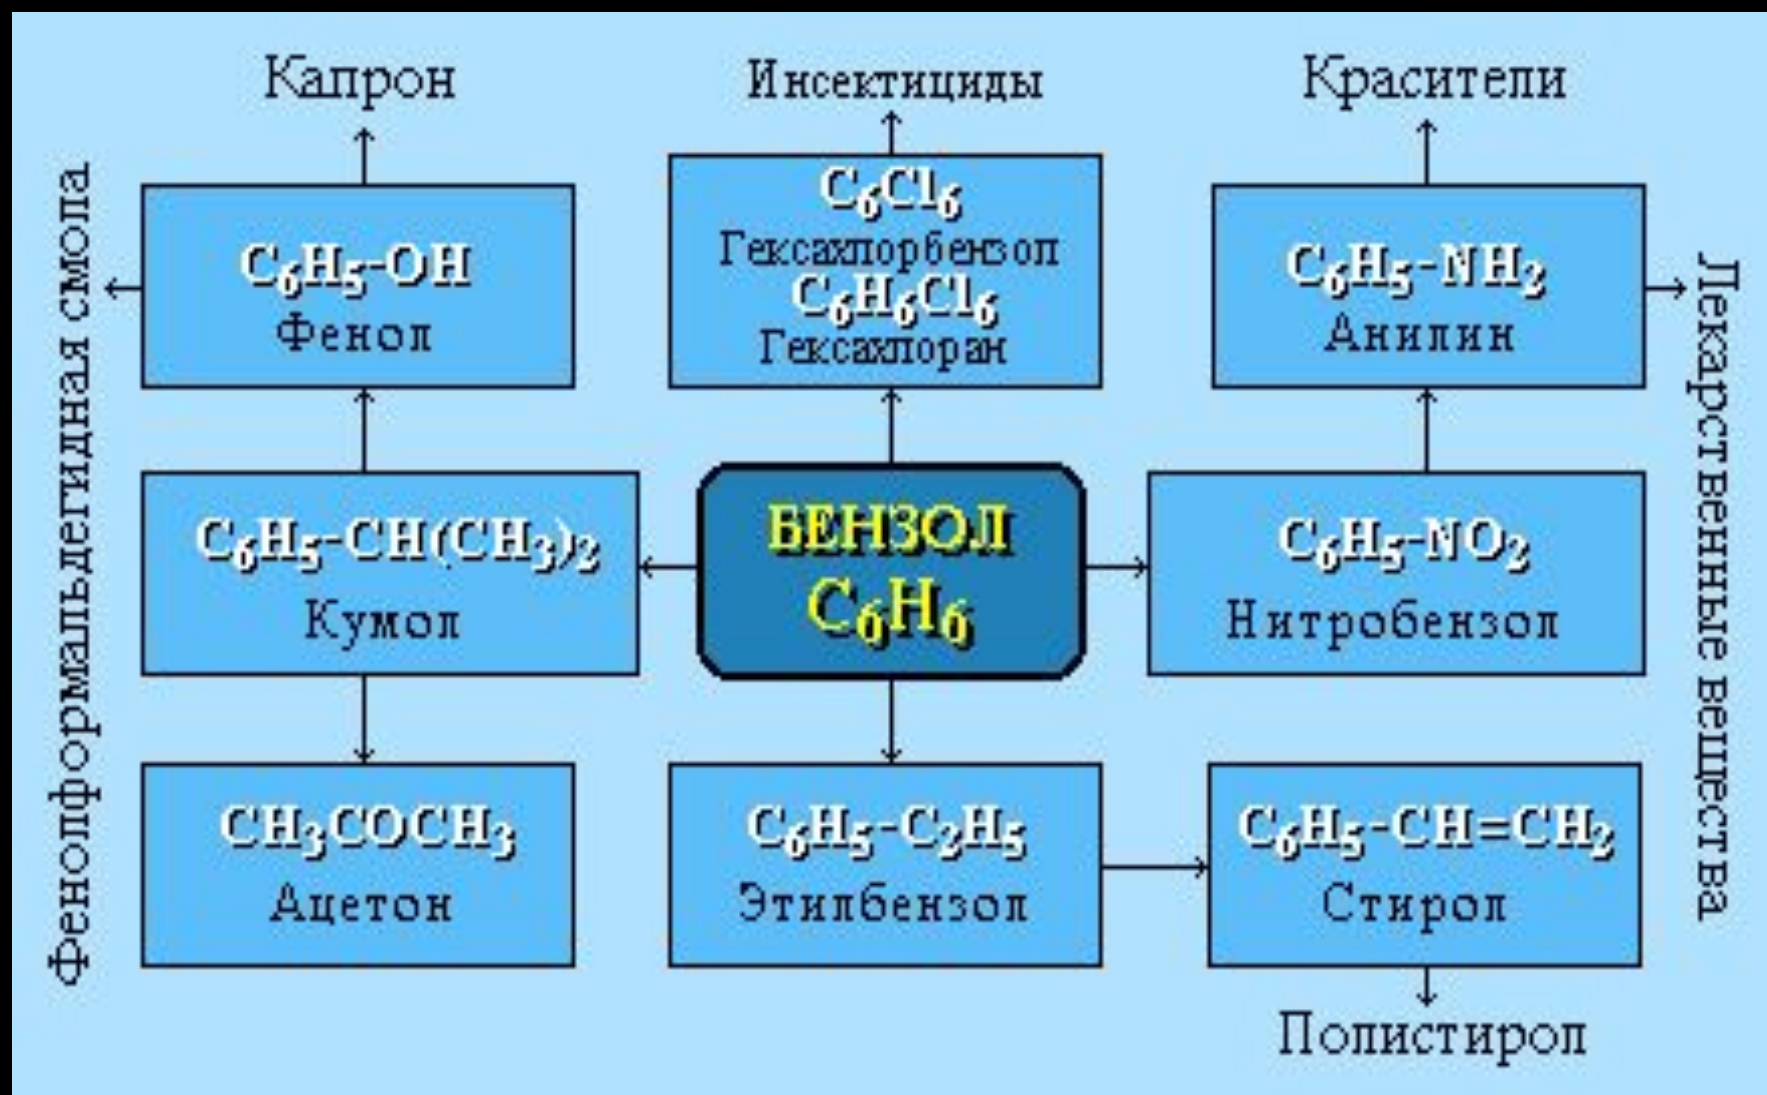 Капрон
Инсектициды
Красители
Фенолформальдегидная смола
C₆H₅-OH
Фенол
C₆Cl₆
Гексахлорбензол
C₆H₆Cl₆
Гексахлоран
C₆H₅-NH₂
Анилин
Лекарственные вещества
C₆H₅-CH(CH₃)₂
Кумол
БЕНЗОЛ
C₆H₆
C₆H₅-NO₂
Нитробензол
CH₃COCH₃
Ацетон
C₆H₅-C₂H₅
Этилбензол
C₆H₅-CH=CH₂
Стирол
Полистирол